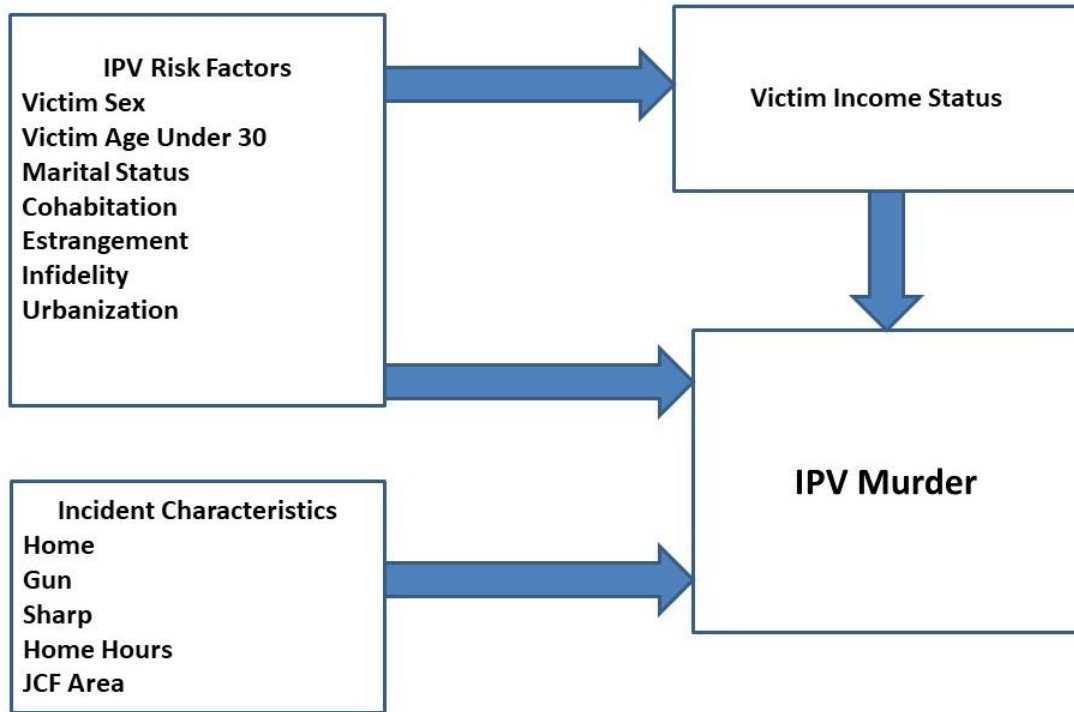 IPV Risk Factors
Victim Sex
Victim Age Under 30
Marital Status
Cohabitation
Estrangement
Infidelity
Urbanization
Victim Income Status
IPV Murder
Incident Characteristics
Home
Gun
Sharp
Home Hours
JCF Area